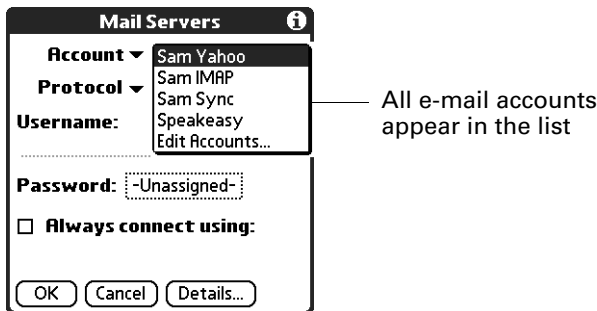 Mail Servers
Account
Sam Yahoo
Sam IMAP
Protocol
Sam Sync
Username:
Speakeasy
Edit Accounts...
All e-mail accounts
appear in the list
Password: -Unassigned-
Always connect using:
OK Cancel Details...